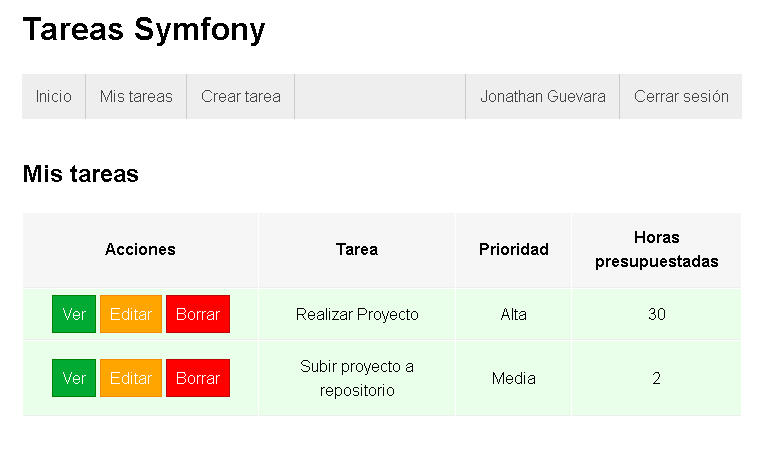 Tareas Symfony
Inicio Mis tareas Crear tarea Jonathan Guevara Cerrar sesión
Mis tareas
Acciones Tarea Prioridad Horas presupuestadas
Ver Editar Borrar Realizar Proyecto Alta 30
Ver Editar Borrar Subir proyecto a repositorio Media 2